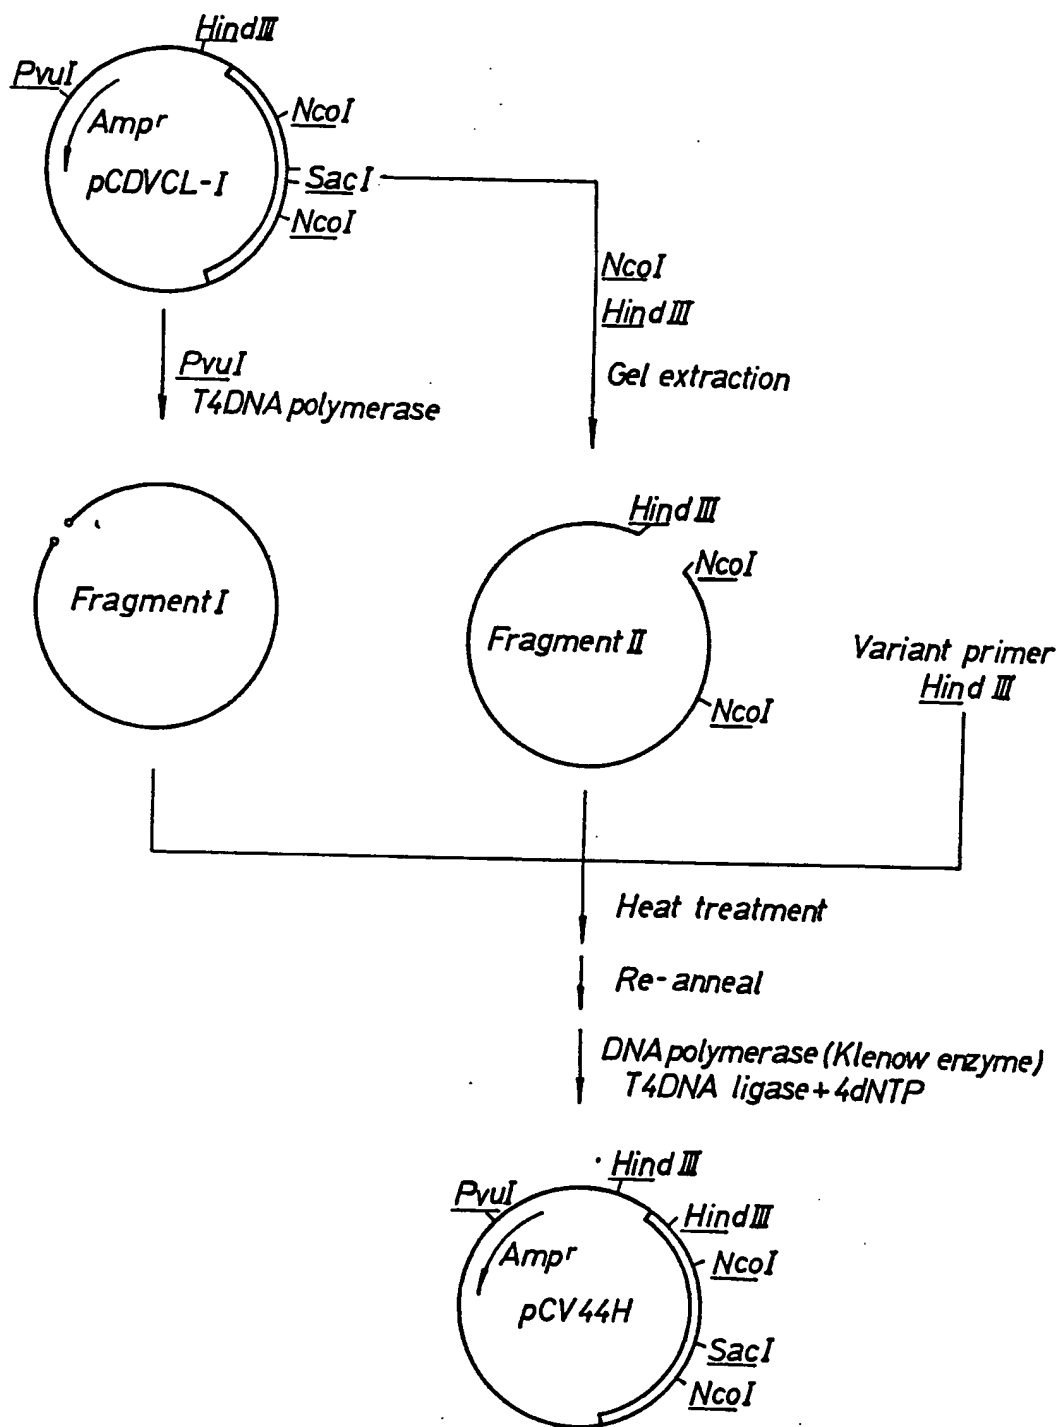 HindIII
PvuI
NcoI
Ampr
pCDVCL-I
SacI
NcoI
PvuI
T4DNA polymerase
NcoI
HindIII
Gel extraction
Fragment I
HindIII
NcoI
Fragment II
NcoI
Variant primer
HindIII
Heat treatment
Re-anneal
DNA polymerase (Klenow enzyme)
T4DNA ligase + 4dNTP
HindIII
PvuI
HindIII
Ampr
NcoI
pCV44H
SacI
NcoI